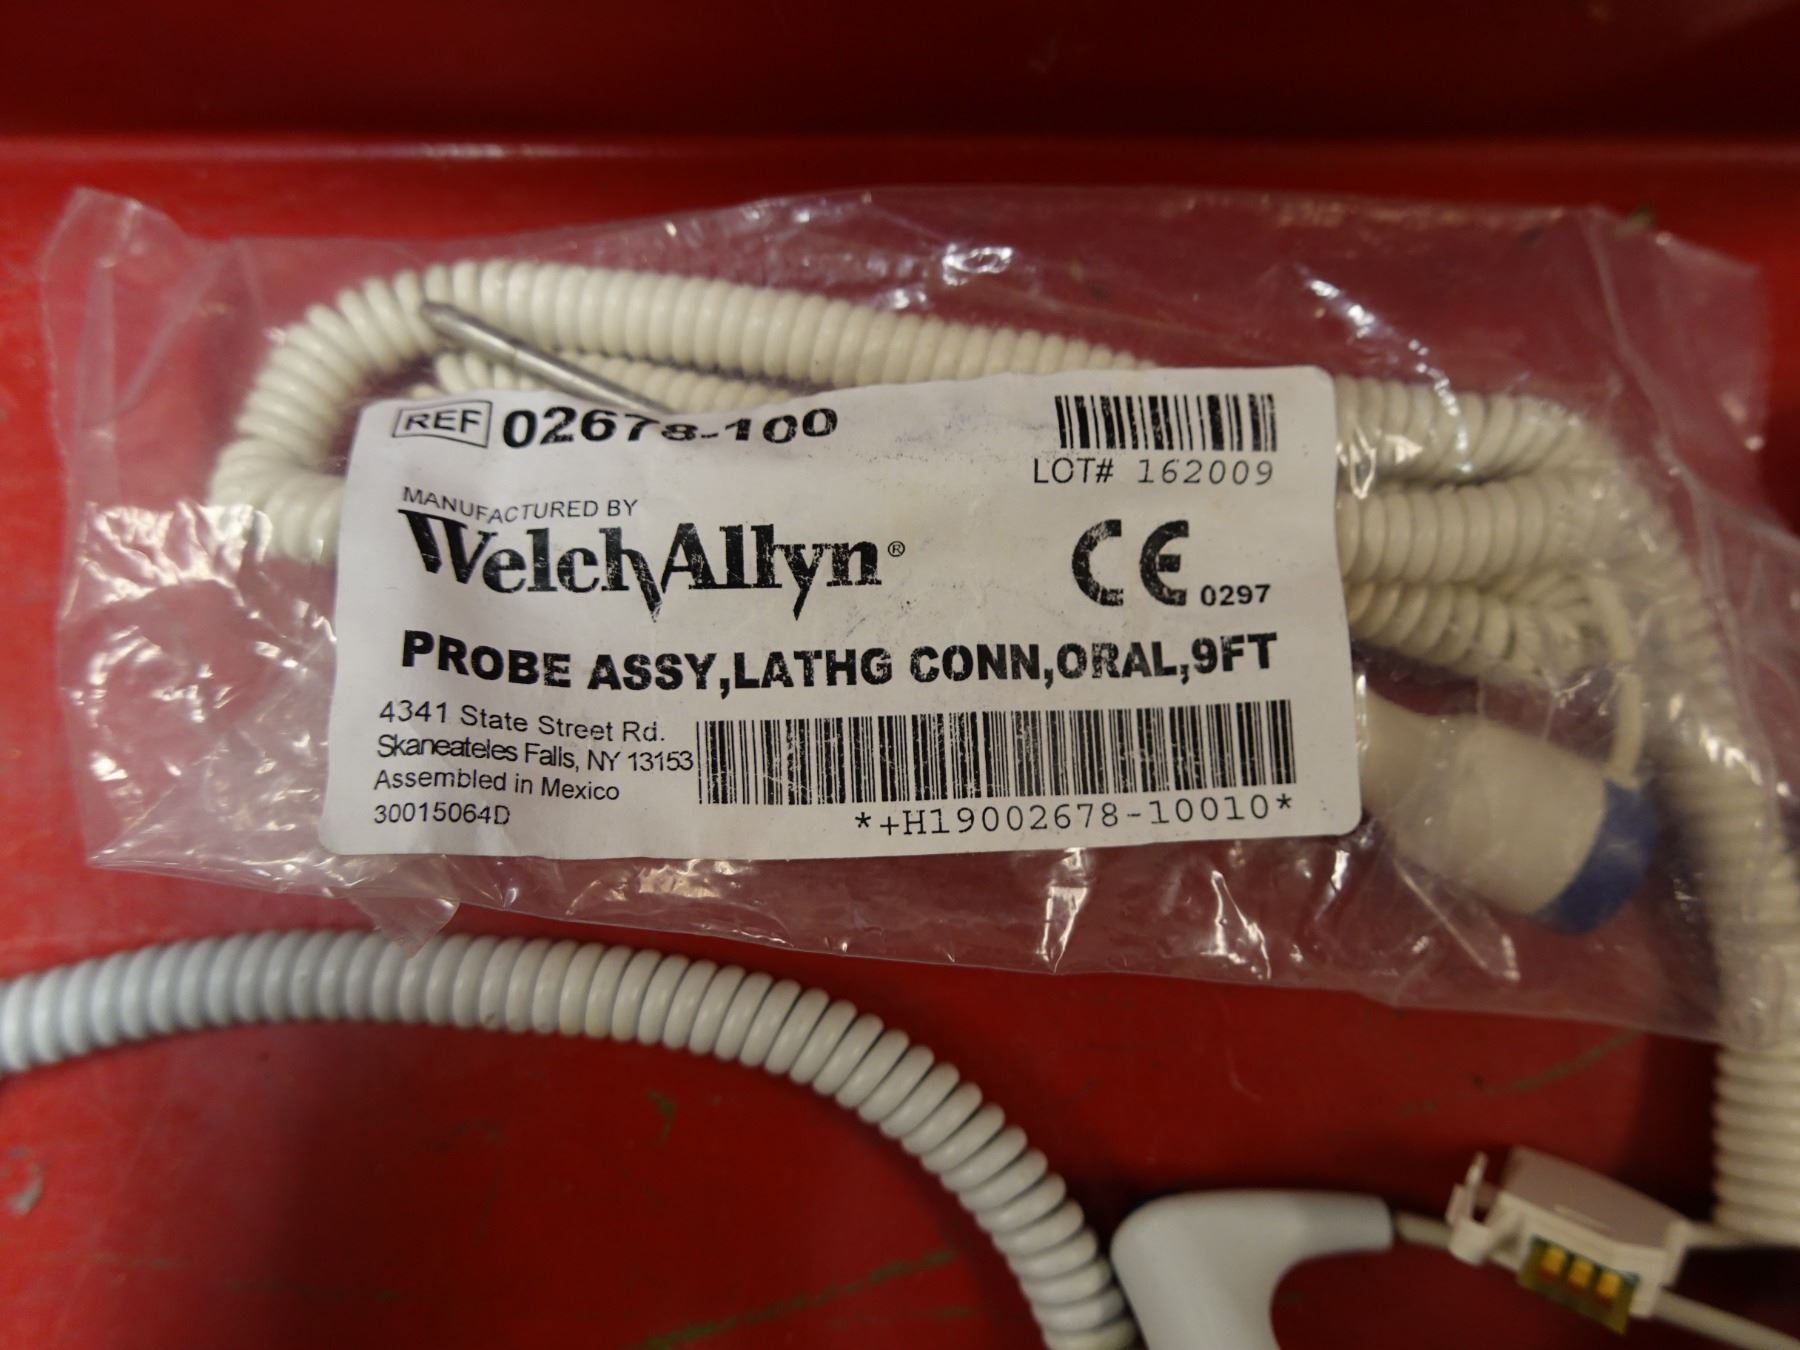 REF 02678-100
LOT# 162009
MANUFACTURED BY
WelchAllyn®
CE 0297
PROBE ASSY,LATHG CONN,ORAL,9FT
4341 State Street Rd.
Skaneateles Falls, NY 13153
Assembled in Mexico
30015064D
*+H19002678-10010*